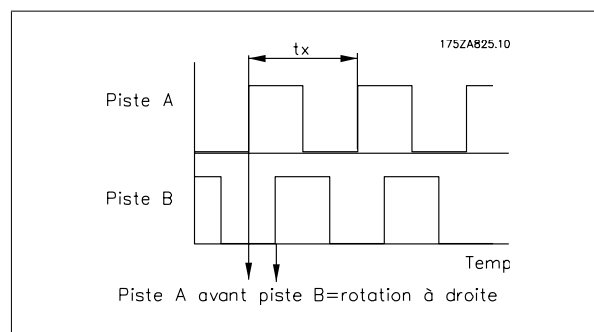 175ZA825.10
tx
Piste A
Piste B
Temp
Piste A avant piste B=rotation à droite